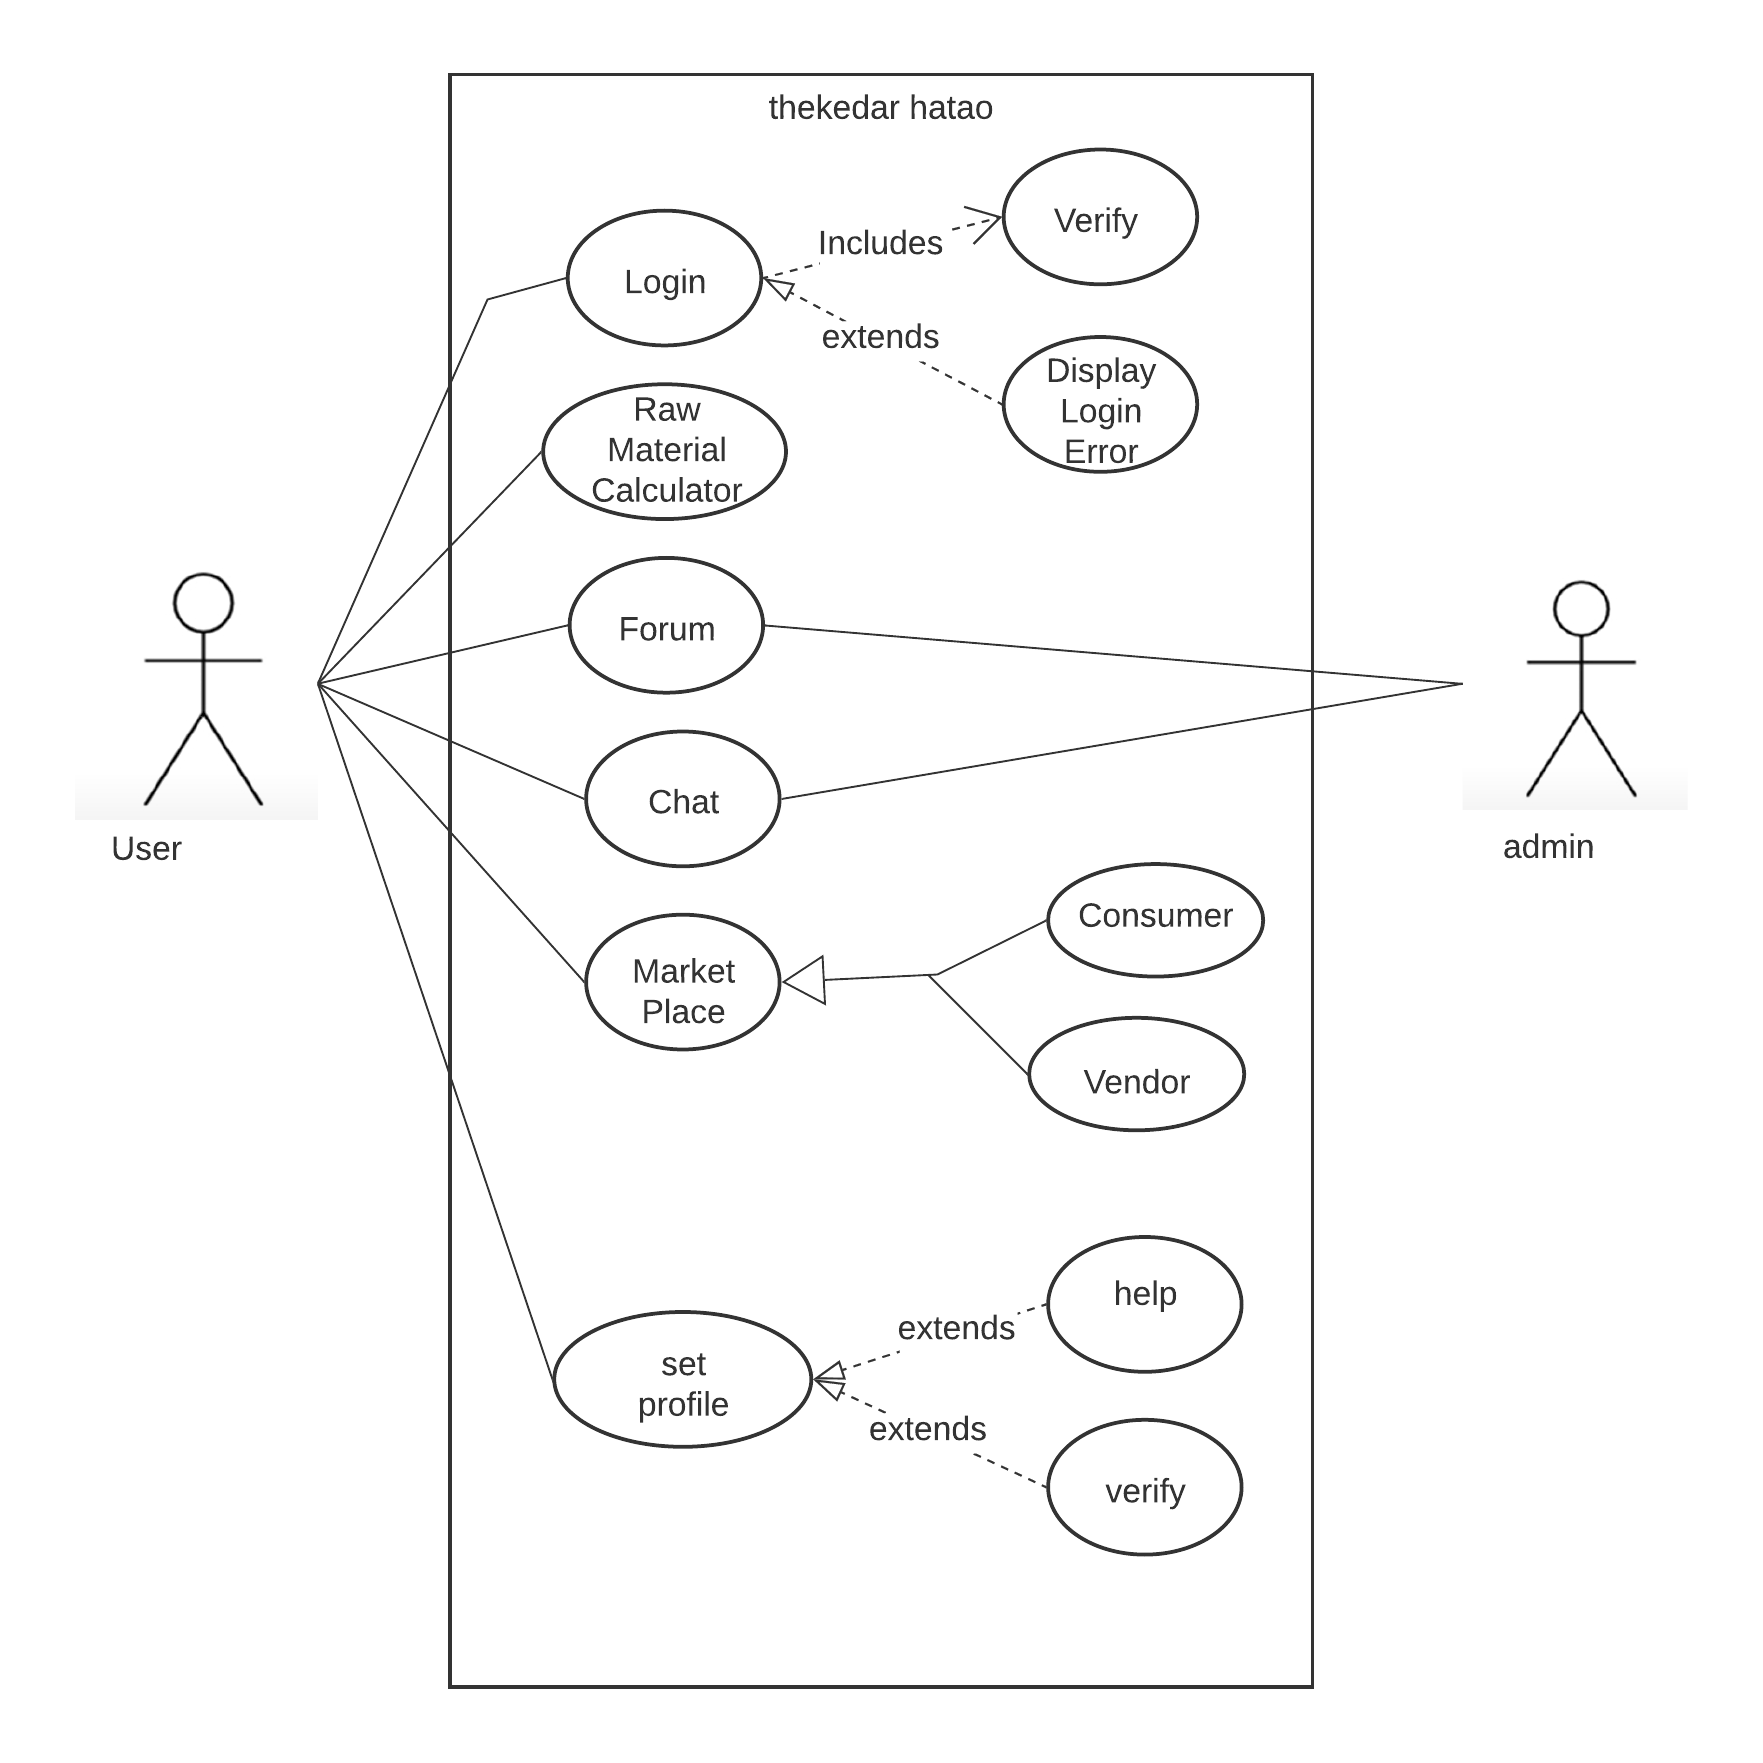 thekedar hatao
Verify
Includes
Login
extends
Display
Login
Error
Raw
Material
Calculator
Forum
Chat
User
admin
Consumer
Market
Place
Vendor
help
extends
set
profile
extends
verify